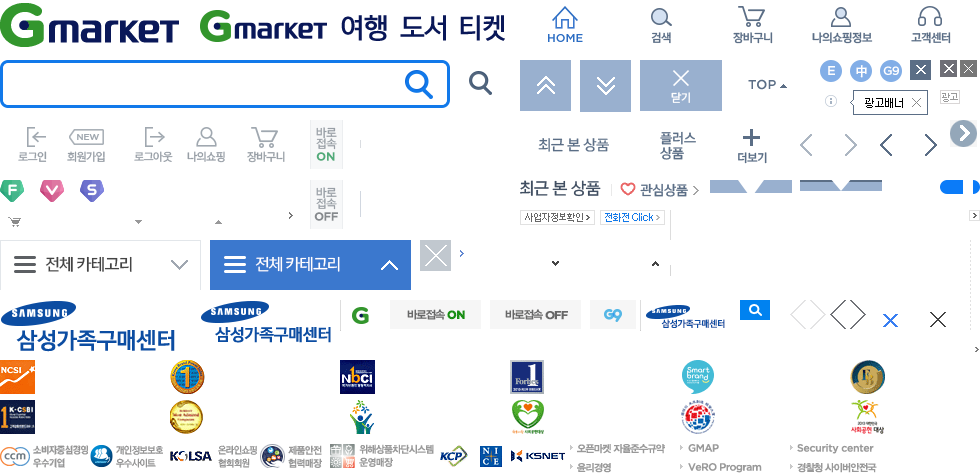 Gmarket
Gmarket 여행 도서 티켓
HOME 검색 장바구니 나의쇼핑정보 고객센터
닫기 TOP
E 中 G9
광고배너 광고
로그인 NEW 회원가입 로그아웃 나의쇼핑 장바구니
바로 접속 ON
최근 본 상품 플러스 상품 더보기
F V S
바로 접속 OFF
최근 본 상품 관심상품
사업자정보확인 전화전 Click
전체 카테고리 전체 카테고리
SAMSUNG 삼성가족구매센터
SAMSUNG 삼성가족구매센터
G 바로접속 ON 바로접속 OFF G9
SAMSUNG 삼성가족구매센터
NCSI 1 NBCI Forbes 1 Smart brand
1 K-CSBI
사회공헌 대상
ccm 소비자중심경영 우수기업
개인정보보호 우수사이트
KOLSA 온라인쇼핑 협회회원
제품안전 협력매장
위해상품차단시스템 운영매장
KCP NICE KSNET
오픈마켓 자율준수규약 GMAP Security center
윤리경영 VeRO Program 경찰청 사이버안전국